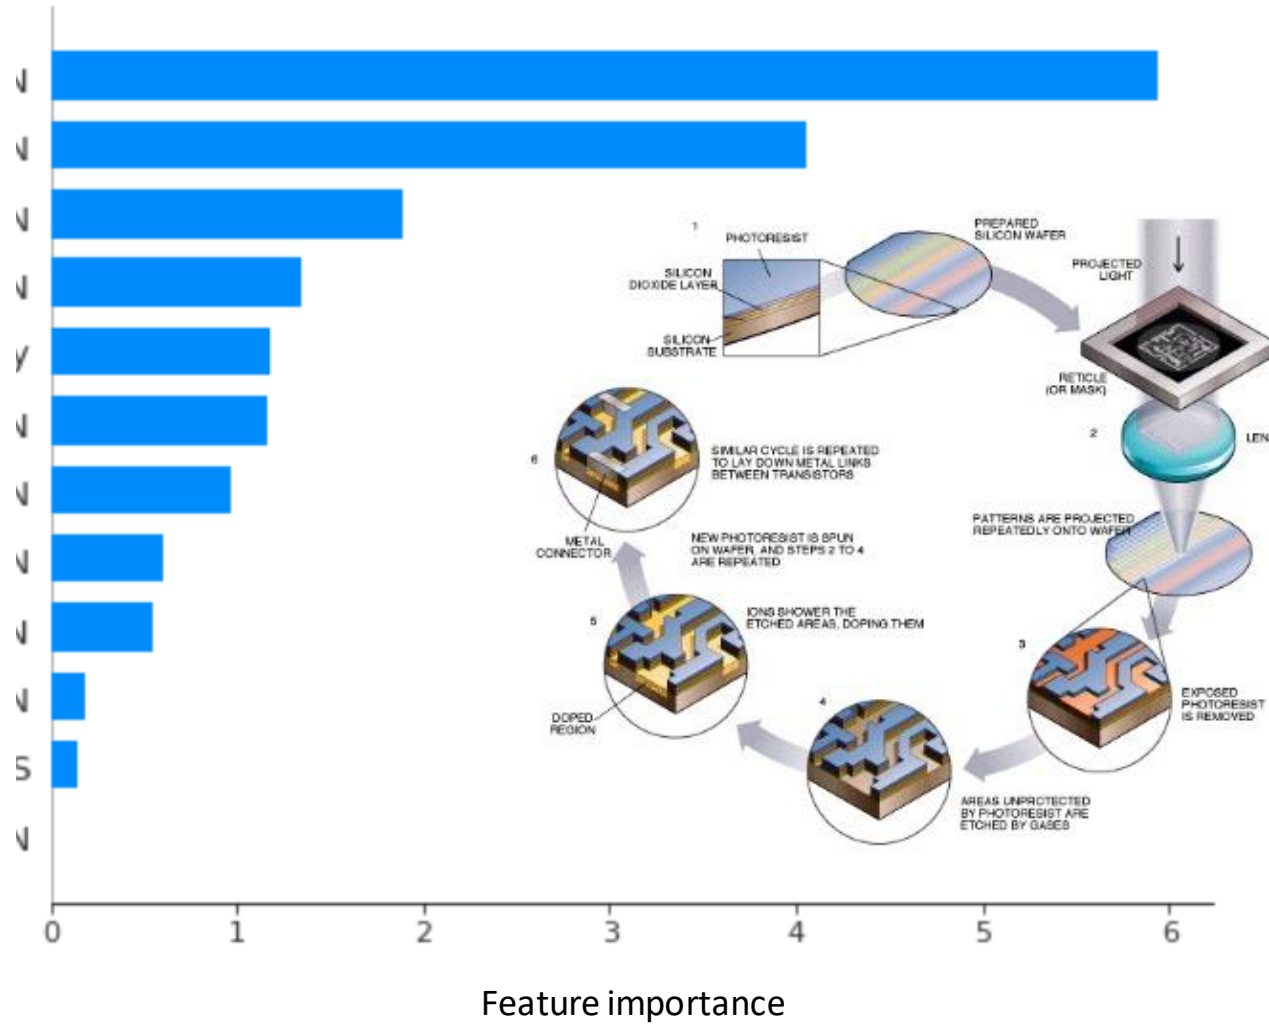 N
N
N
N
y
N
N
N
N
N
S
N
0 1 2 3 4 5 6
Feature importance
1
PHOTORESIST
SILICON
DIOXIDE LAYER
SILICON
SUBSTRATE
PREPARED
SILICON WAFER
PROJECTED
LIGHT
RETICLE
(OR MASK)
2
LEN
PATTERNS ARE PROJECTED
REPEATEDLY ONTO WAFER
3
EXPOSED
PHOTORESIST
IS REMOVED
4
AREAS UNPROTECTED
BY PHOTORESIST ARE
ETCHED BY GASES
5
IONS SHOWER THE
ETCHED AREAS, DOPING THEM
DOPED
REGION
NEW PHOTORESIST IS SPUN
ON WAFER, AND STEPS 2 TO 4
ARE REPEATED
6
SIMILAR CYCLE IS REPEATED
TO LAY DOWN METAL LINKS
BETWEEN TRANSISTORS
METAL
CONNECTOR